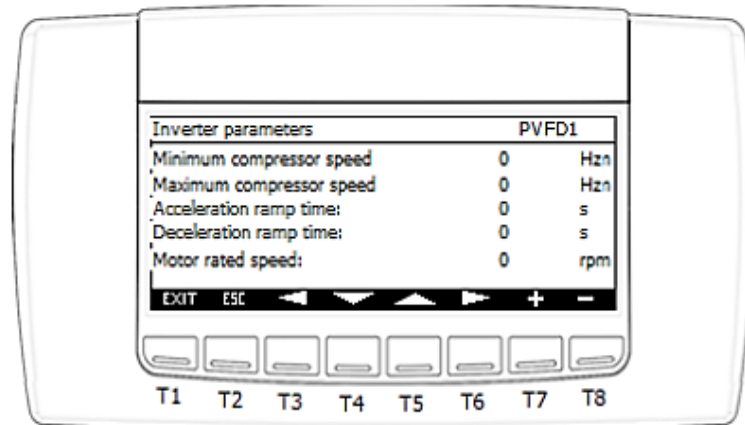 Inverter parameters PVFD1
Minimum compressor speed 0 Hzn
Maximum compressor speed 0 Hzn
Acceleration ramp time: 0 s
Deceleration ramp time: 0 s
Motor rated speed: 0 rpm
EXIT ESC + −
T1 T2 T3 T4 T5 T6 T7 T8